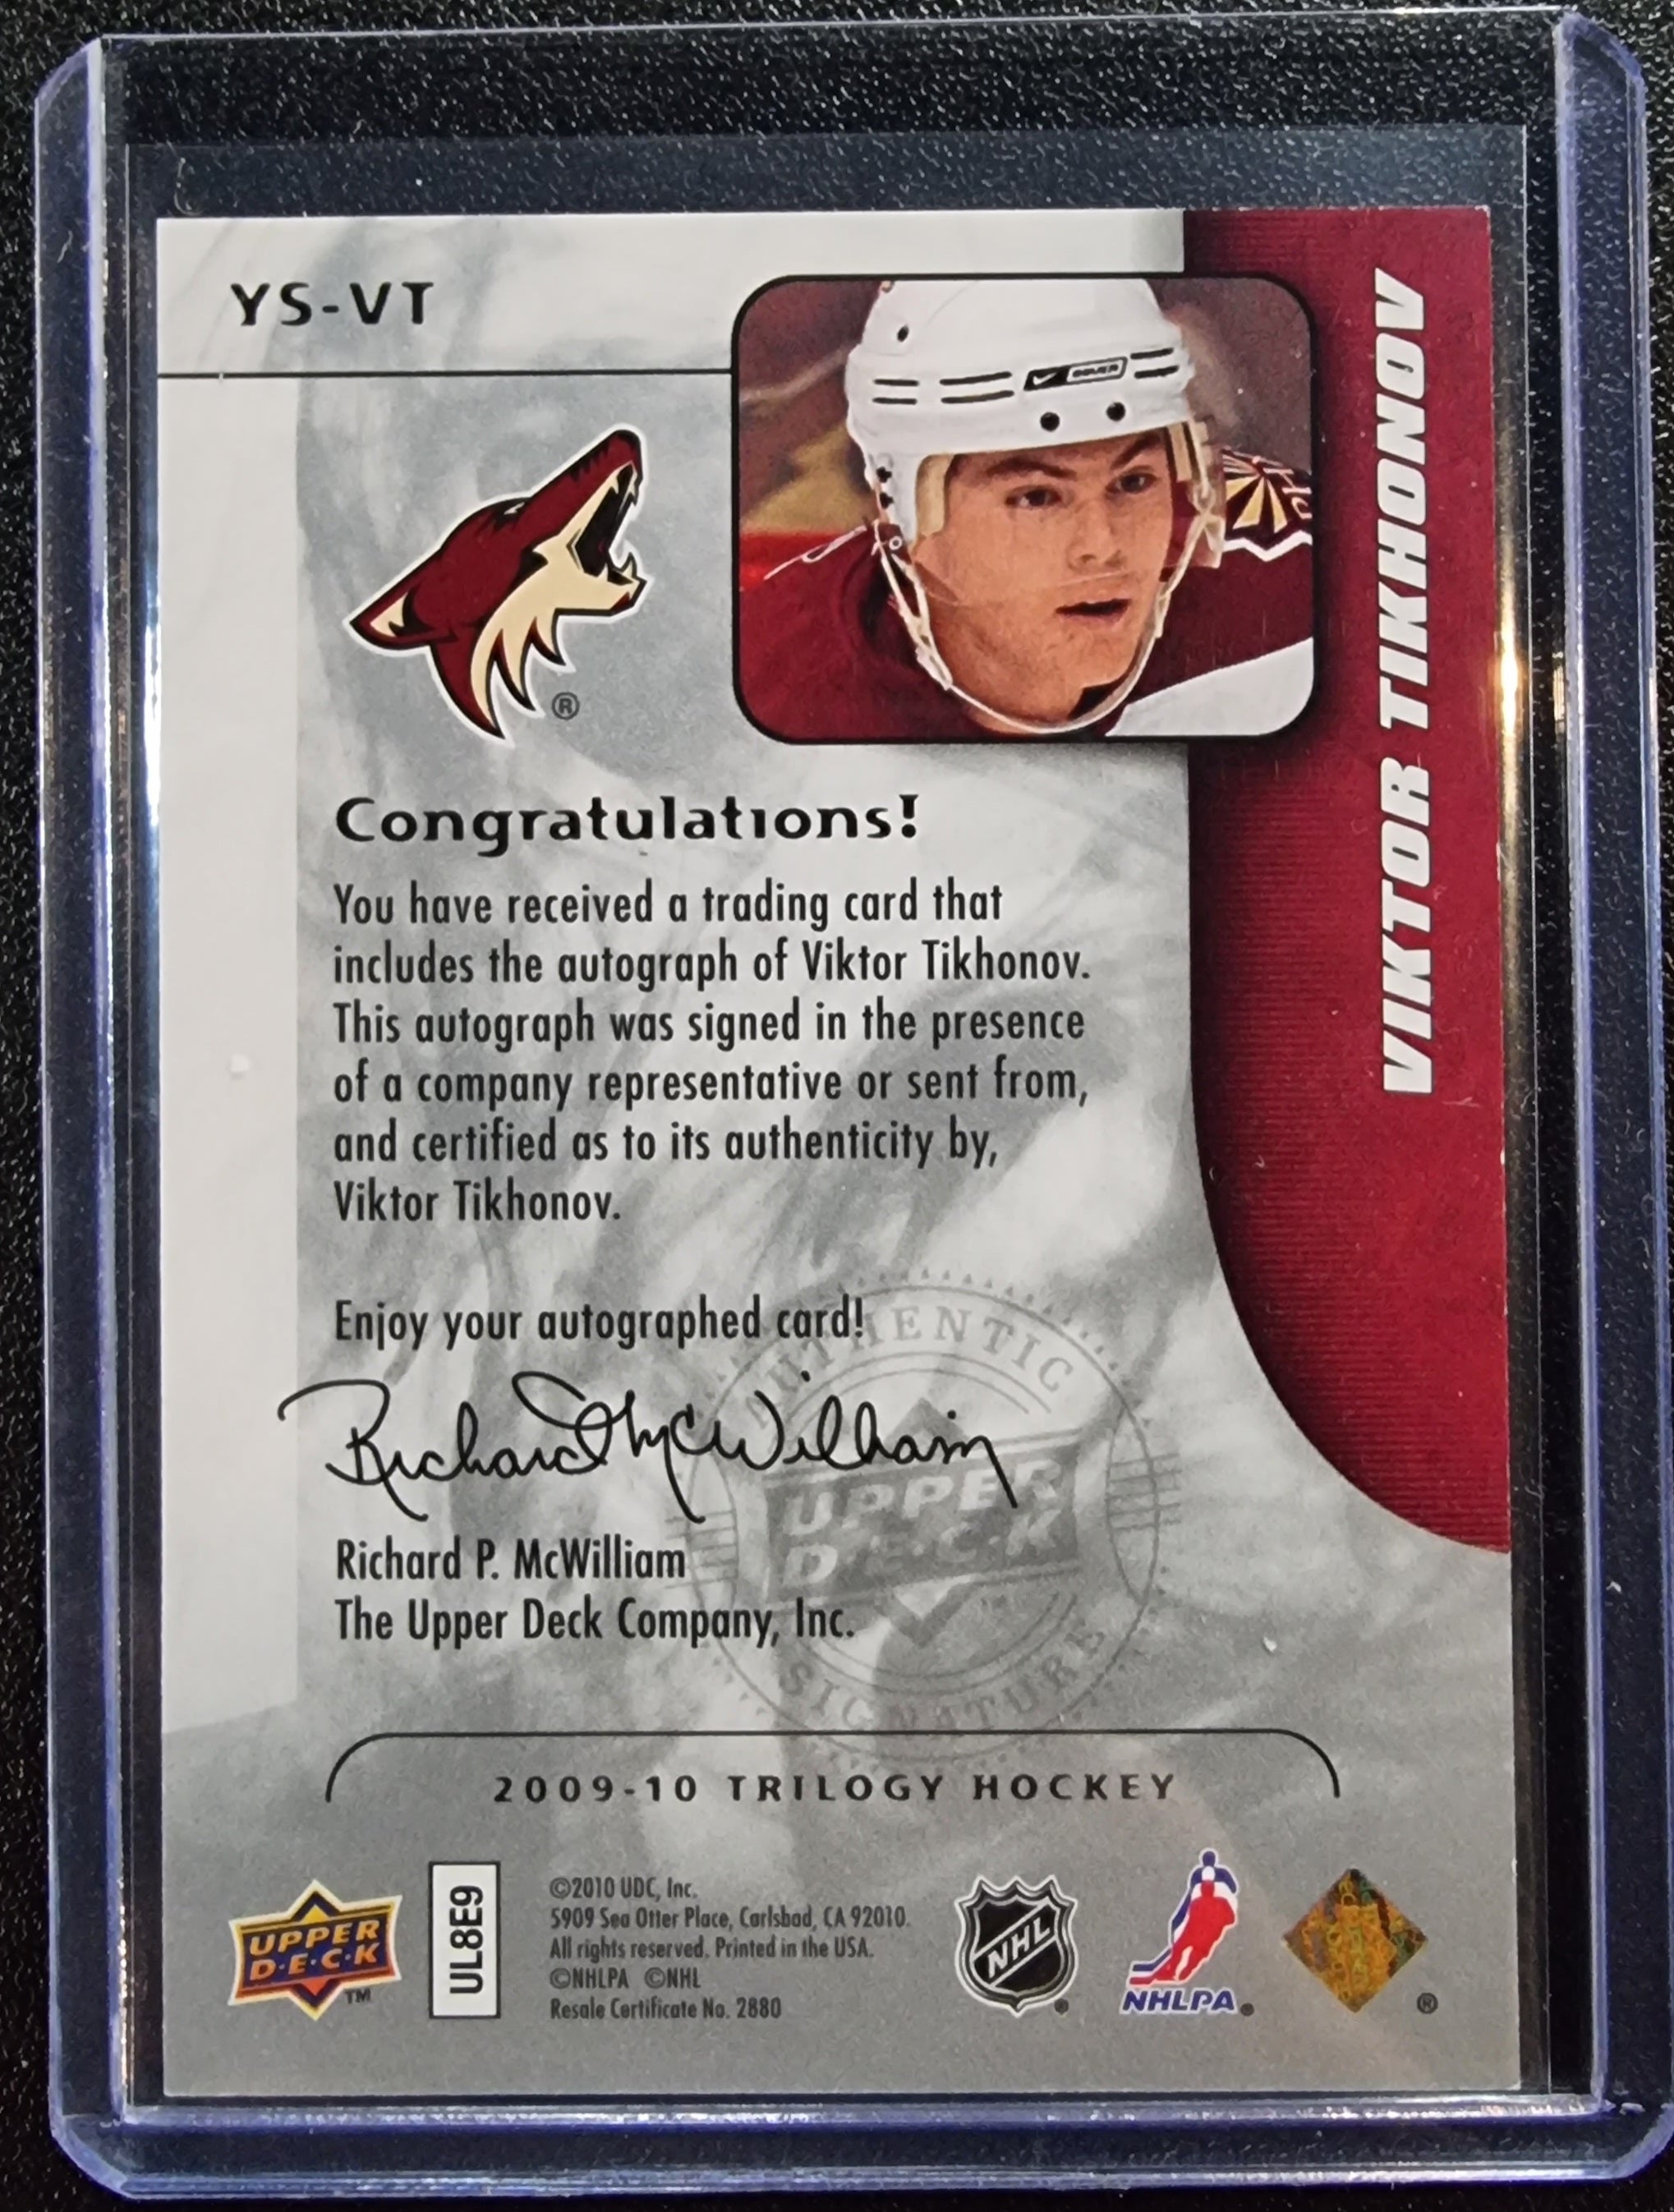 YS-VT
VIKTOR TIKHONOV
®
Congratulations!
You have received a trading card that
includes the autograph of Viktor Tikhonov.
This autograph was signed in the presence
of a company representative or sent from,
and certified as to its authenticity by,
Viktor Tikhonov.
Enjoy your autographed card!
Richard McWilliam
Richard P. McWilliam
The Upper Deck Company, Inc.
AUTHENTIC
UPPER
D·E·C·K
SIGNATURE
2009-10 TRILOGY HOCKEY
UPPER
D·E·C·K
TM
UL8E9
©2010 UDC, Inc.
5909 Sea Otter Place, Carlsbad, CA 92010.
All rights reserved. Printed in the USA.
©NHLPA ©NHL
Resale Certificate No. 2880
NHL
®
NHLPA
®
®